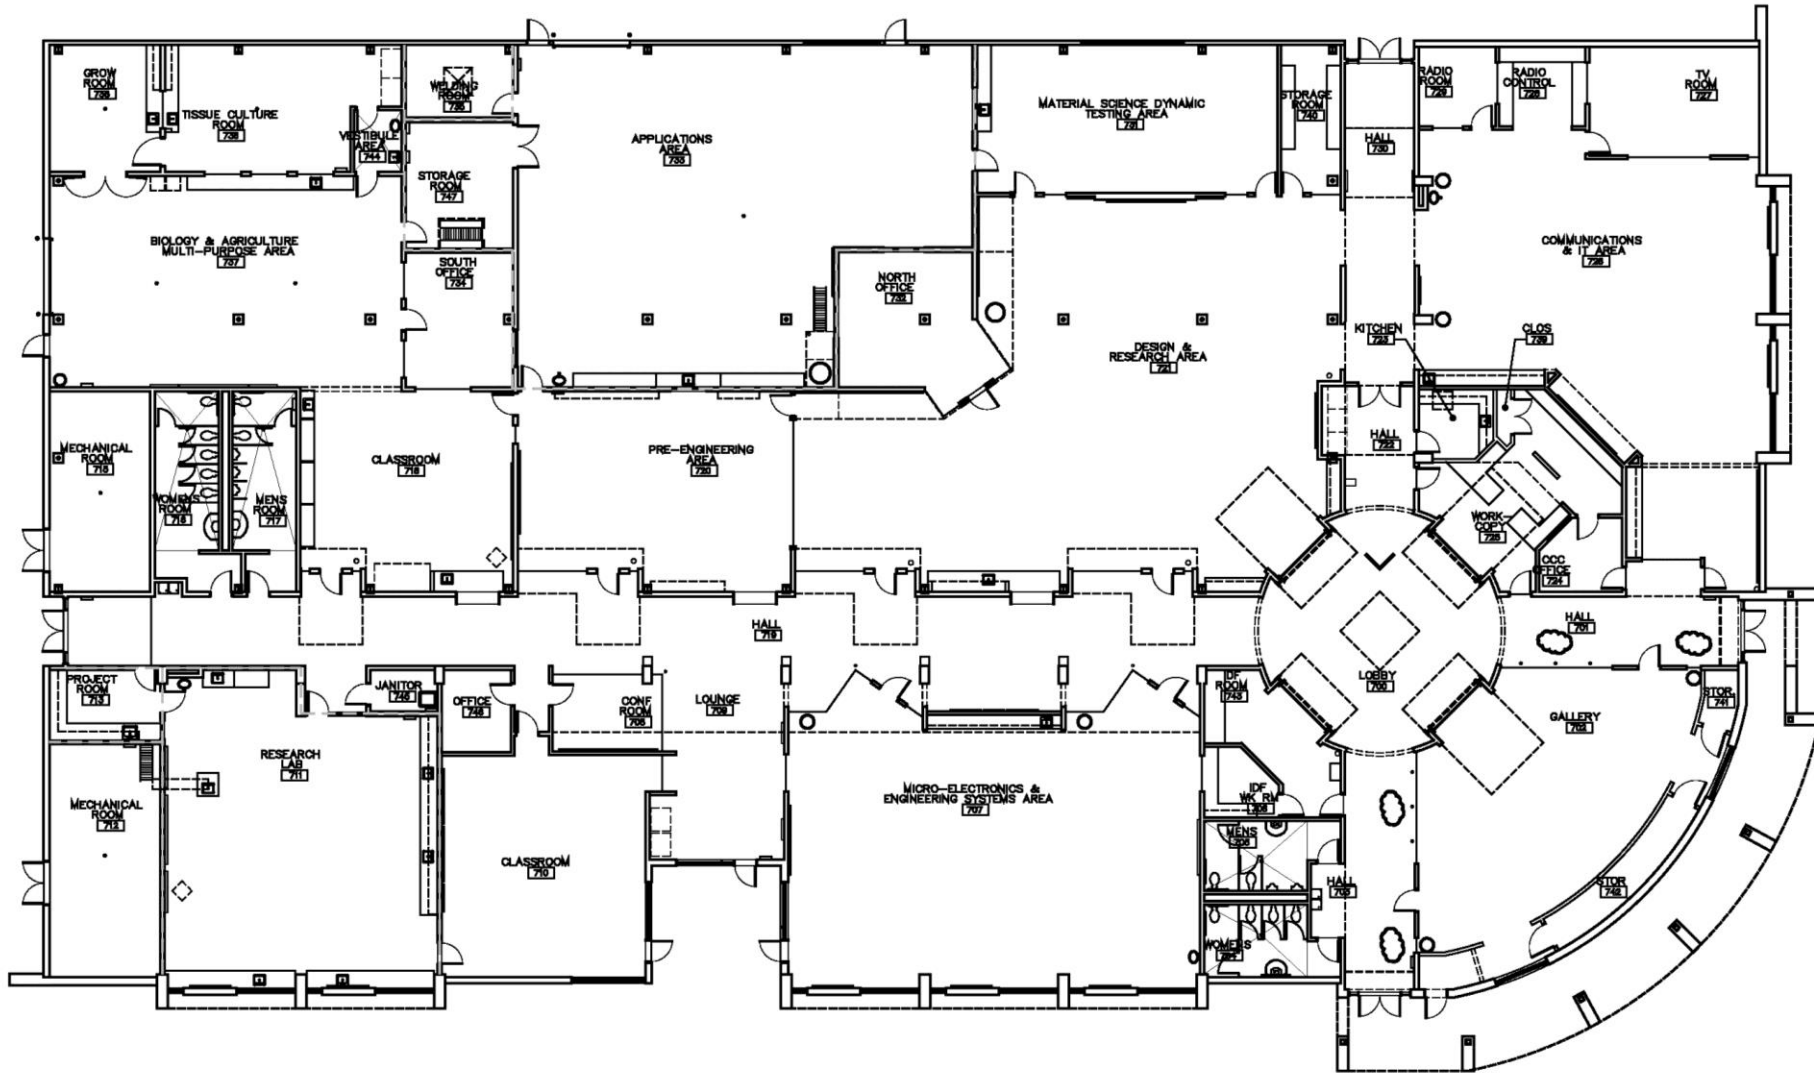 GROW
ROOM
TISSUE CULTURE
ROOM
VESTIBULE
AREA
744
WELDING
ROOM
735
STORAGE
ROOM
747
APPLICATIONS
AREA
733
MATERIAL SCIENCE DYNAMIC
TESTING AREA
731
STORAGE
ROOM
740
HALL
730
RADIO
ROOM
729
RADIO
CONTROL
728
TV
ROOM
727
BIOLOGY & AGRICULTURE
MULTI-PURPOSE AREA
737
SOUTH
OFFICE
734
NORTH
OFFICE
732
COMMUNICATIONS
& IT AREA
726
DESIGN &
RESEARCH AREA
721
KITCHEN
723
CLOS
739
MECHANICAL
ROOM
715
WOMENS
ROOM
716
MENS
ROOM
717
CLASSROOM
718
PRE-ENGINEERING
AREA
720
HALL
722
WORK
COPY
725
CCC
OFFICE
724
HALL
719
HALL
701
PROJECT
ROOM
713
JANITOR
745
OFFICE
746
CONF
ROOM
708
LOUNGE
709
IDF
ROOM
743
LOBBY
700
STOR
741
GALLERY
702
RESEARCH
LAB
711
MECHANICAL
ROOM
712
CLASSROOM
710
MICRO-ELECTRONICS &
ENGINEERING SYSTEMS AREA
707
IDF
WK RM
706
MENS
705
HALL
703
WOMENS
704
STOR
742